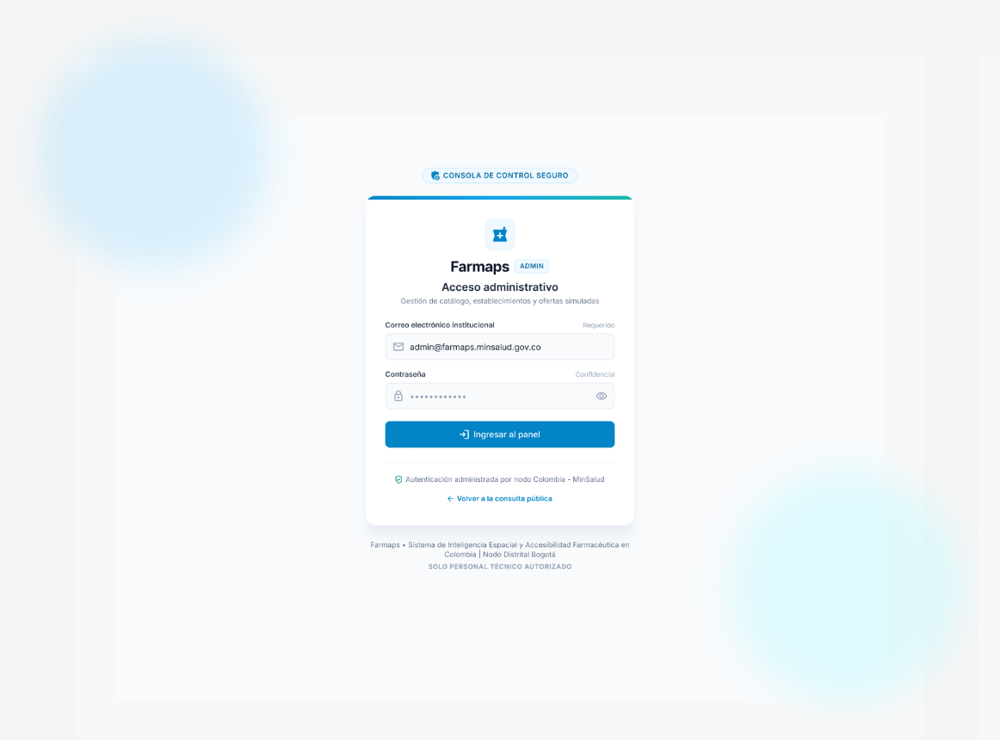 CONSOLA DE CONTROL SEGURO
Farmaps ADMIN
Acceso administrativo
Gestión de catálogo, establecimientos y ofertas simuladas
Correo electrónico institucional Requerido
admin@farmaps.minsalud.gov.co
Contraseña Confidencial
••••••••••••
Ingresar al panel
Autenticación administrada por nodo Colombia - MinSalud
← Volver a la consulta pública
Farmaps • Sistema de Inteligencia Espacial y Accesibilidad Farmacéutica en
Colombia | Nodo Distrital Bogotá
SOLO PERSONAL TÉCNICO AUTORIZADO